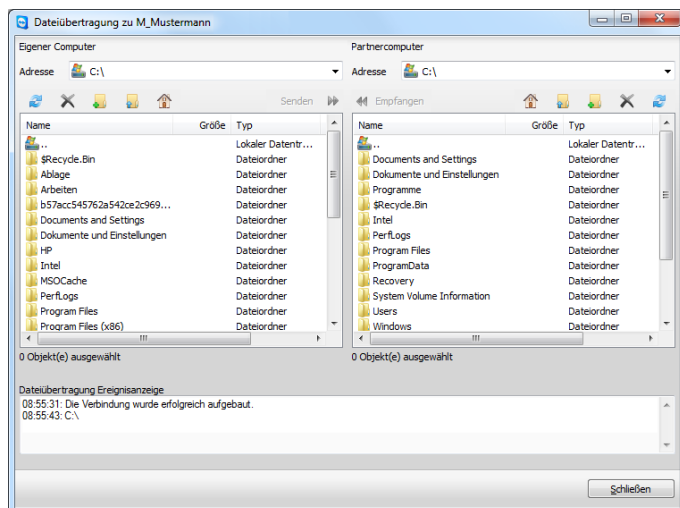 Dateiübertragung zu M_Mustermann
Eigener Computer
Adresse C:\
Senden
Name Größe Typ
.. Lokaler Datentr...
$Recycle.Bin Dateiordner
Ablage Dateiordner
Arbeiten Dateiordner
b57acc545762a542ce2c969... Dateiordner
Documents and Settings Dateiordner
Dokumente und Einstellungen Dateiordner
HP Dateiordner
Intel Dateiordner
MSOCache Dateiordner
PerfLogs Dateiordner
Program Files Dateiordner
Program Files (x86) Dateiordner
0 Objekt(e) ausgewählt
Partnercomputer
Adresse C:\
Empfangen
Name Größe Typ
.. Lokaler Datentr...
Documents and Settings Dateiordner
Dokumente und Einstellungen Dateiordner
Programme Dateiordner
$Recycle.Bin Dateiordner
Intel Dateiordner
PerfLogs Dateiordner
Program Files Dateiordner
ProgramData Dateiordner
Recovery Dateiordner
System Volume Information Dateiordner
Users Dateiordner
Windows Dateiordner
0 Objekt(e) ausgewählt
Dateiübertragung Ereignisanzeige
08:55:31: Die Verbindung wurde erfolgreich aufgebaut.
08:55:43: C:\
Schließen